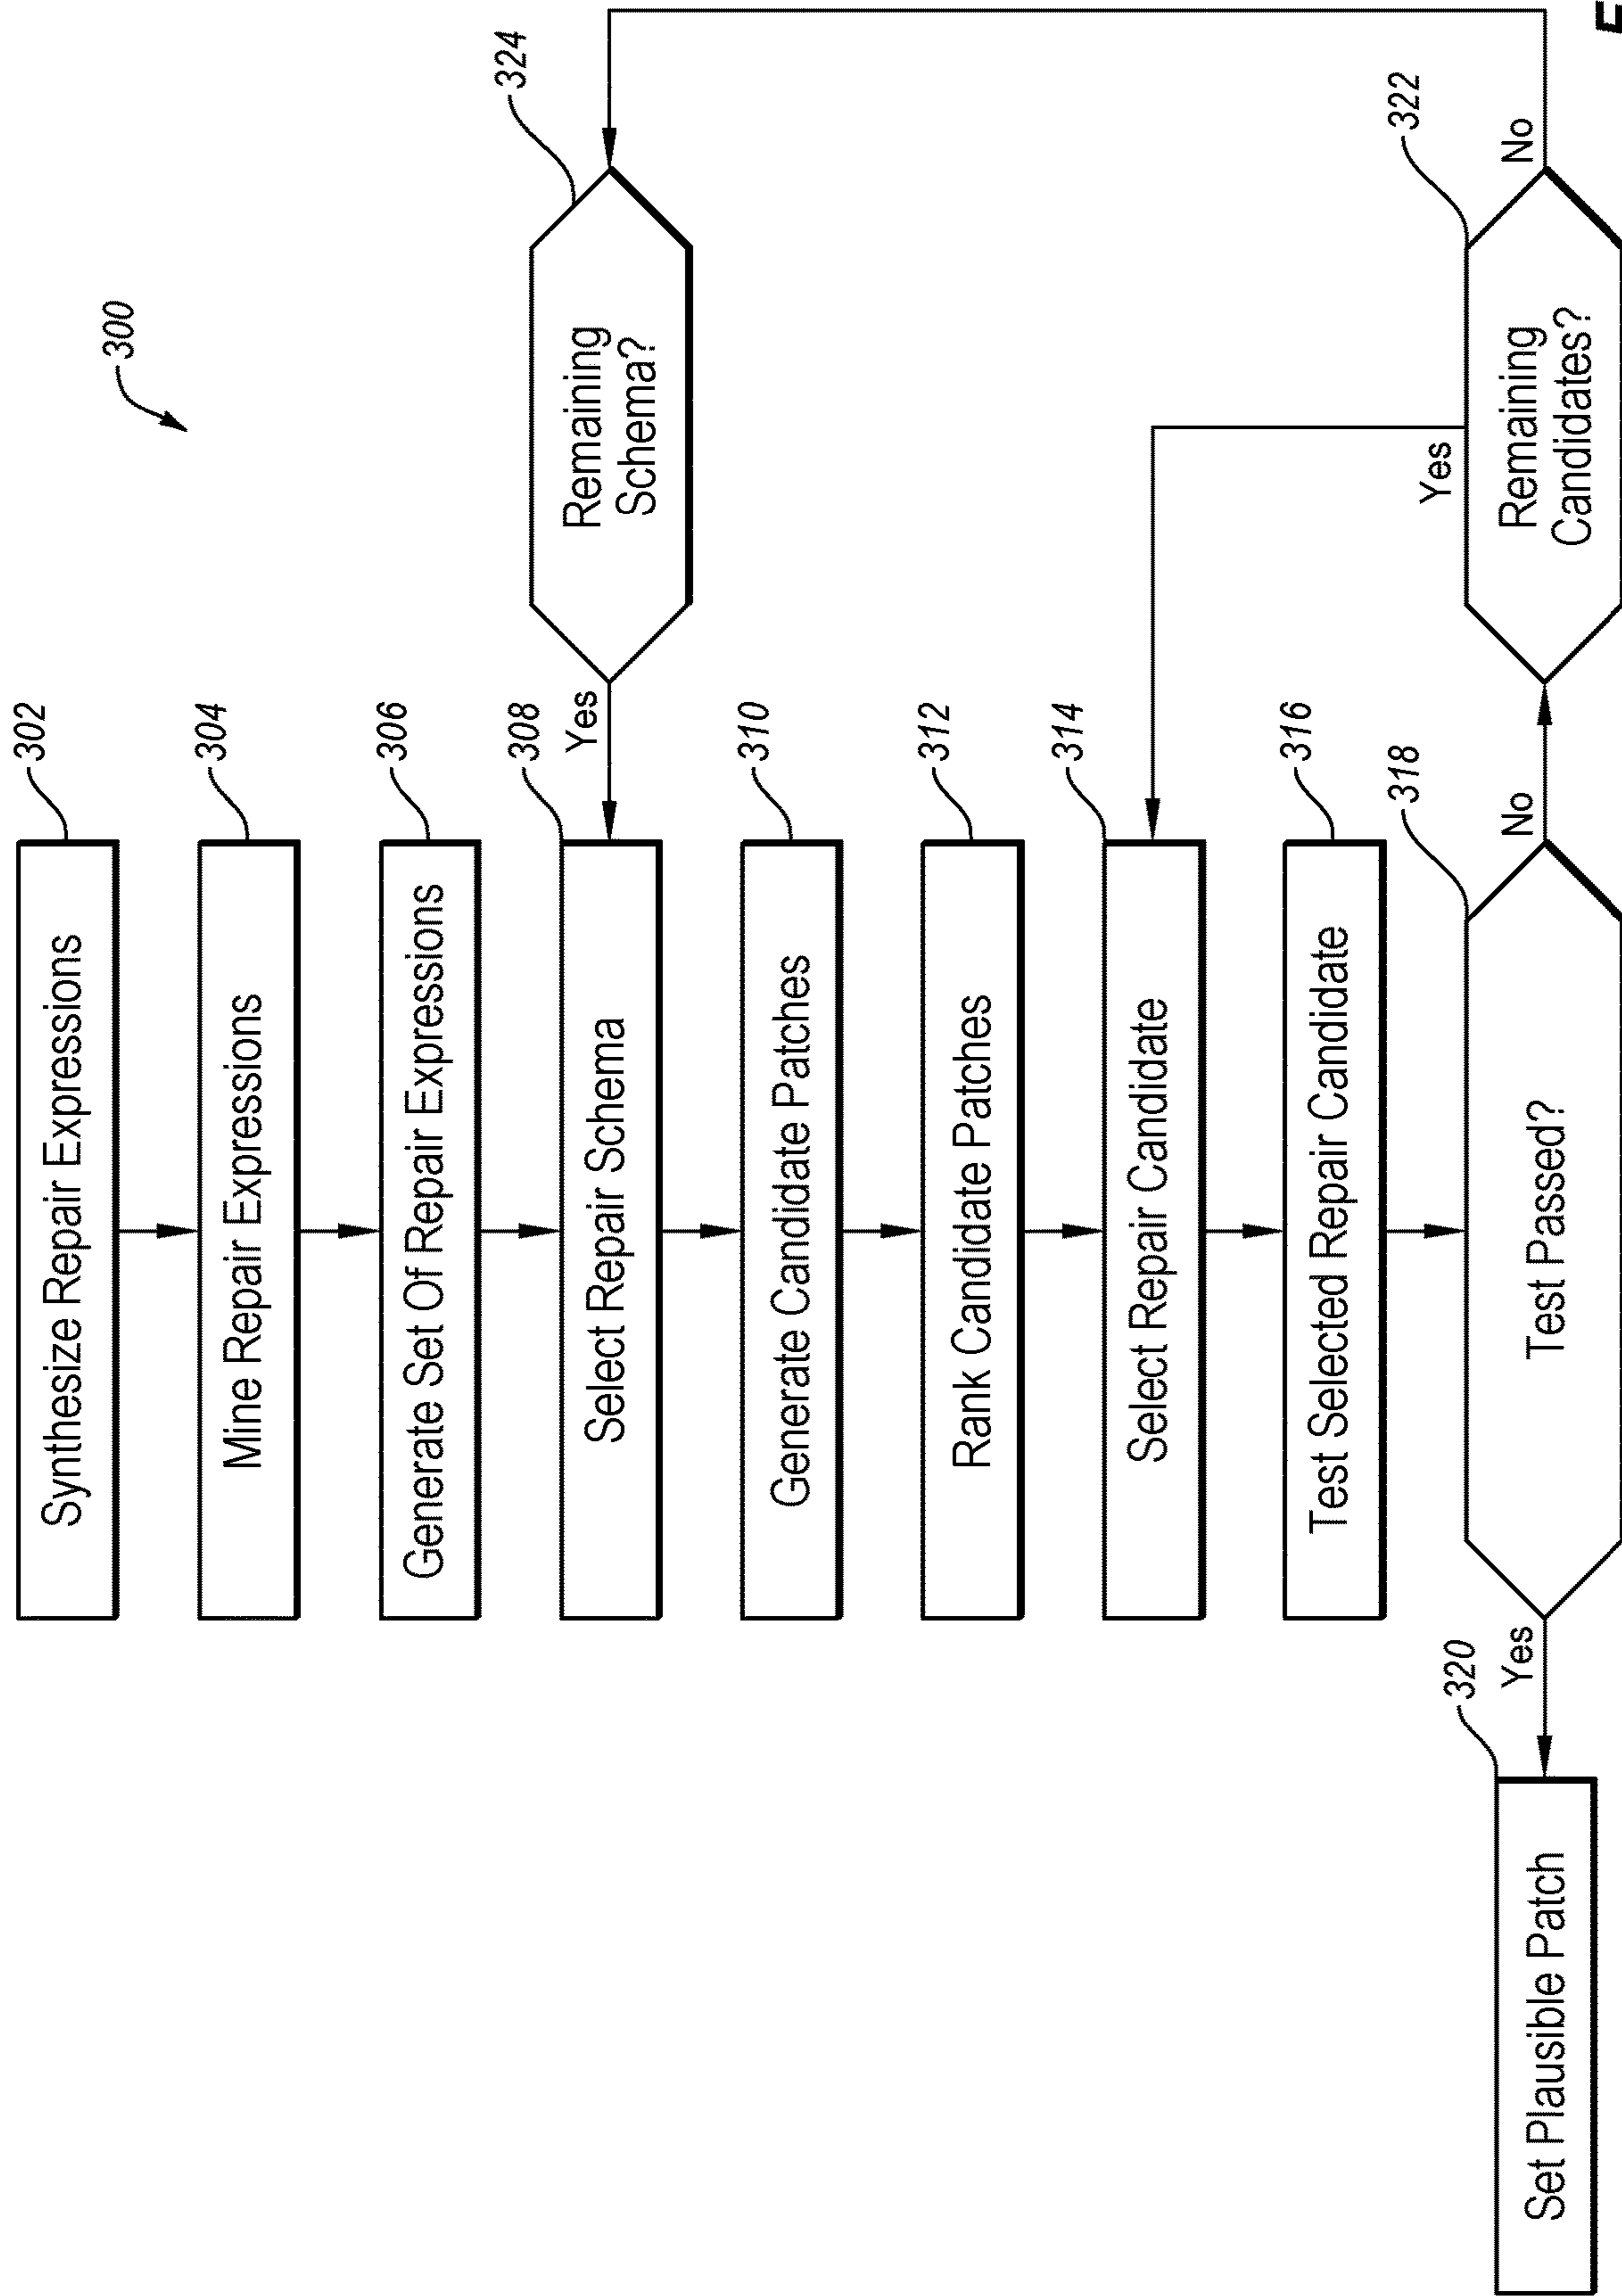 300
302
Synthesize Repair Expressions
304
Mine Repair Expressions
306
Generate Set Of Repair Expressions
308
Select Repair Schema
Yes
Remaining
Schema?
324
310
Generate Candidate Patches
312
Rank Candidate Patches
314
Select Repair Candidate
316
Test Selected Repair Candidate
318
Test Passed?
Yes
320
Set Plausible Patch
No
Remaining
Candidates?
322
Yes
No